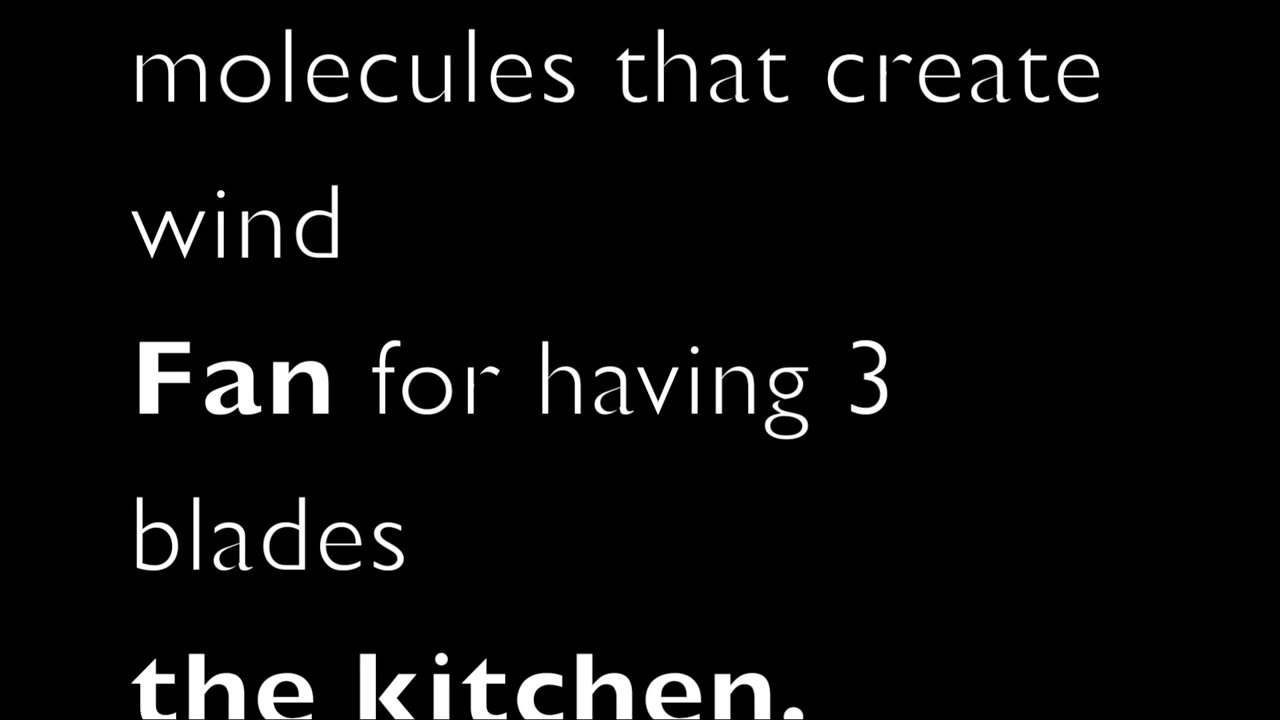 molecules that create
wind
Fan for having 3
blades
the kitchen.